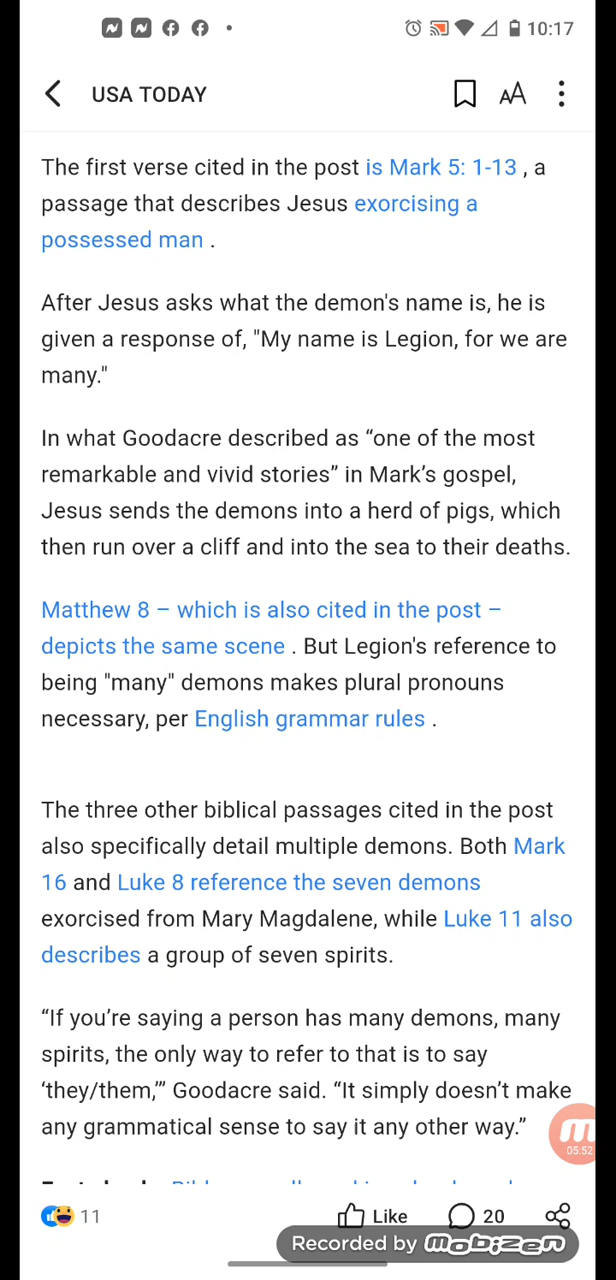 10:17
USA TODAY
AA
The first verse cited in the post is Mark 5: 1-13 , a
passage that describes Jesus exorcising a
possessed man .
After Jesus asks what the demon's name is, he is
given a response of, "My name is Legion, for we are
many."
In what Goodacre described as “one of the most
remarkable and vivid stories” in Mark’s gospel,
Jesus sends the demons into a herd of pigs, which
then run over a cliff and into the sea to their deaths.
Matthew 8 – which is also cited in the post –
depicts the same scene . But Legion's reference to
being "many" demons makes plural pronouns
necessary, per English grammar rules .
The three other biblical passages cited in the post
also specifically detail multiple demons. Both Mark
16 and Luke 8 reference the seven demons
exorcised from Mary Magdalene, while Luke 11 also
describes a group of seven spirits.
“If you’re saying a person has many demons, many
spirits, the only way to refer to that is to say
‘they/them,’” Goodacre said. “It simply doesn’t make
any grammatical sense to say it any other way.”
05:52
11 Like 20
Recorded by mobizen